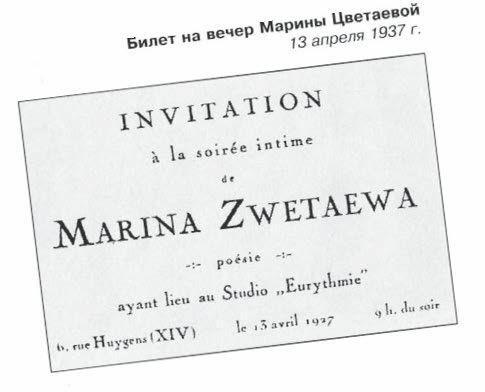 Билет на вечер Марины Цветаевой
13 апреля 1937 г.
INVITATION
à la soirée intime
de
MARINA ZWETAEWA
-:- poésie -:-
ayant lieu au Studio „Eurythmie”
6, rue Huygens (XIV) le 13 avril 1927 9 h. du soir